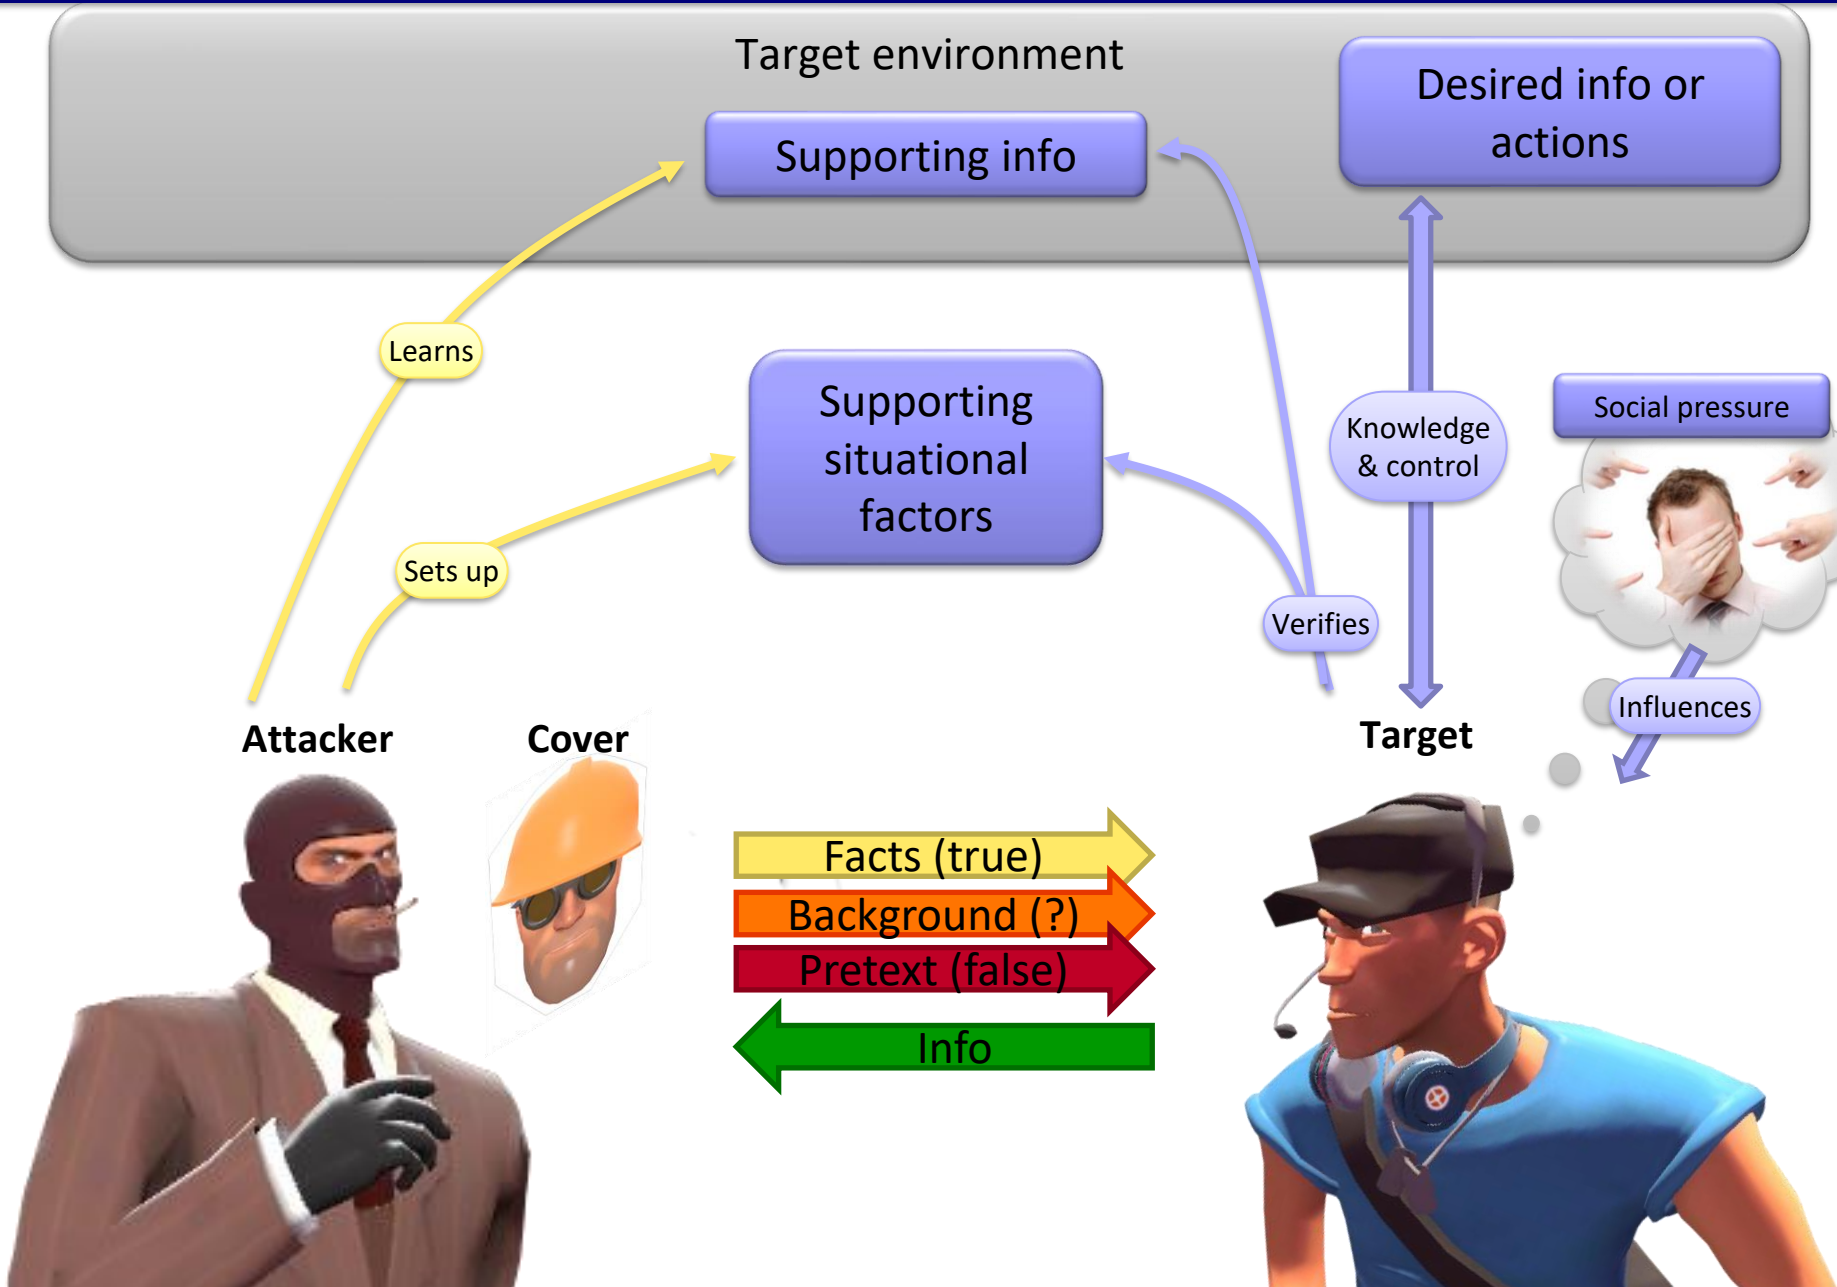 Target environment
Desired info or
actions
Supporting info
Learns
Supporting
situational
factors
Social pressure
Knowledge
& control
Sets up
Verifies
Influences
Attacker
Cover
Target
Facts (true)
Background (?)
Pretext (false)
Info